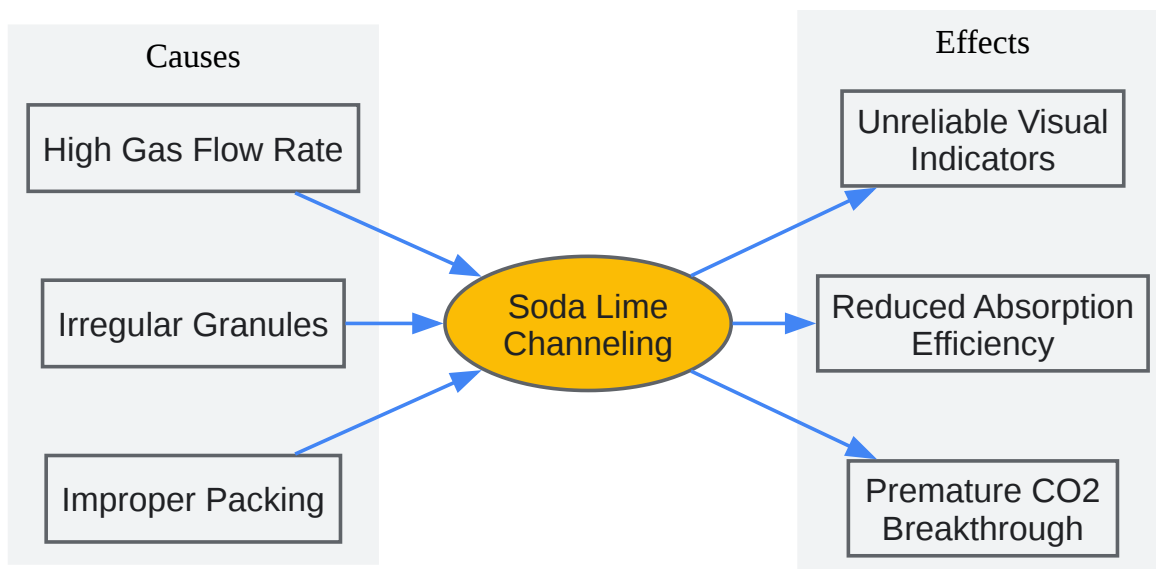 Causes
High Gas Flow Rate
Irregular Granules
Improper Packing
Soda Lime
Channeling
Effects
Unreliable Visual
Indicators
Reduced Absorption
Efficiency
Premature CO2
Breakthrough